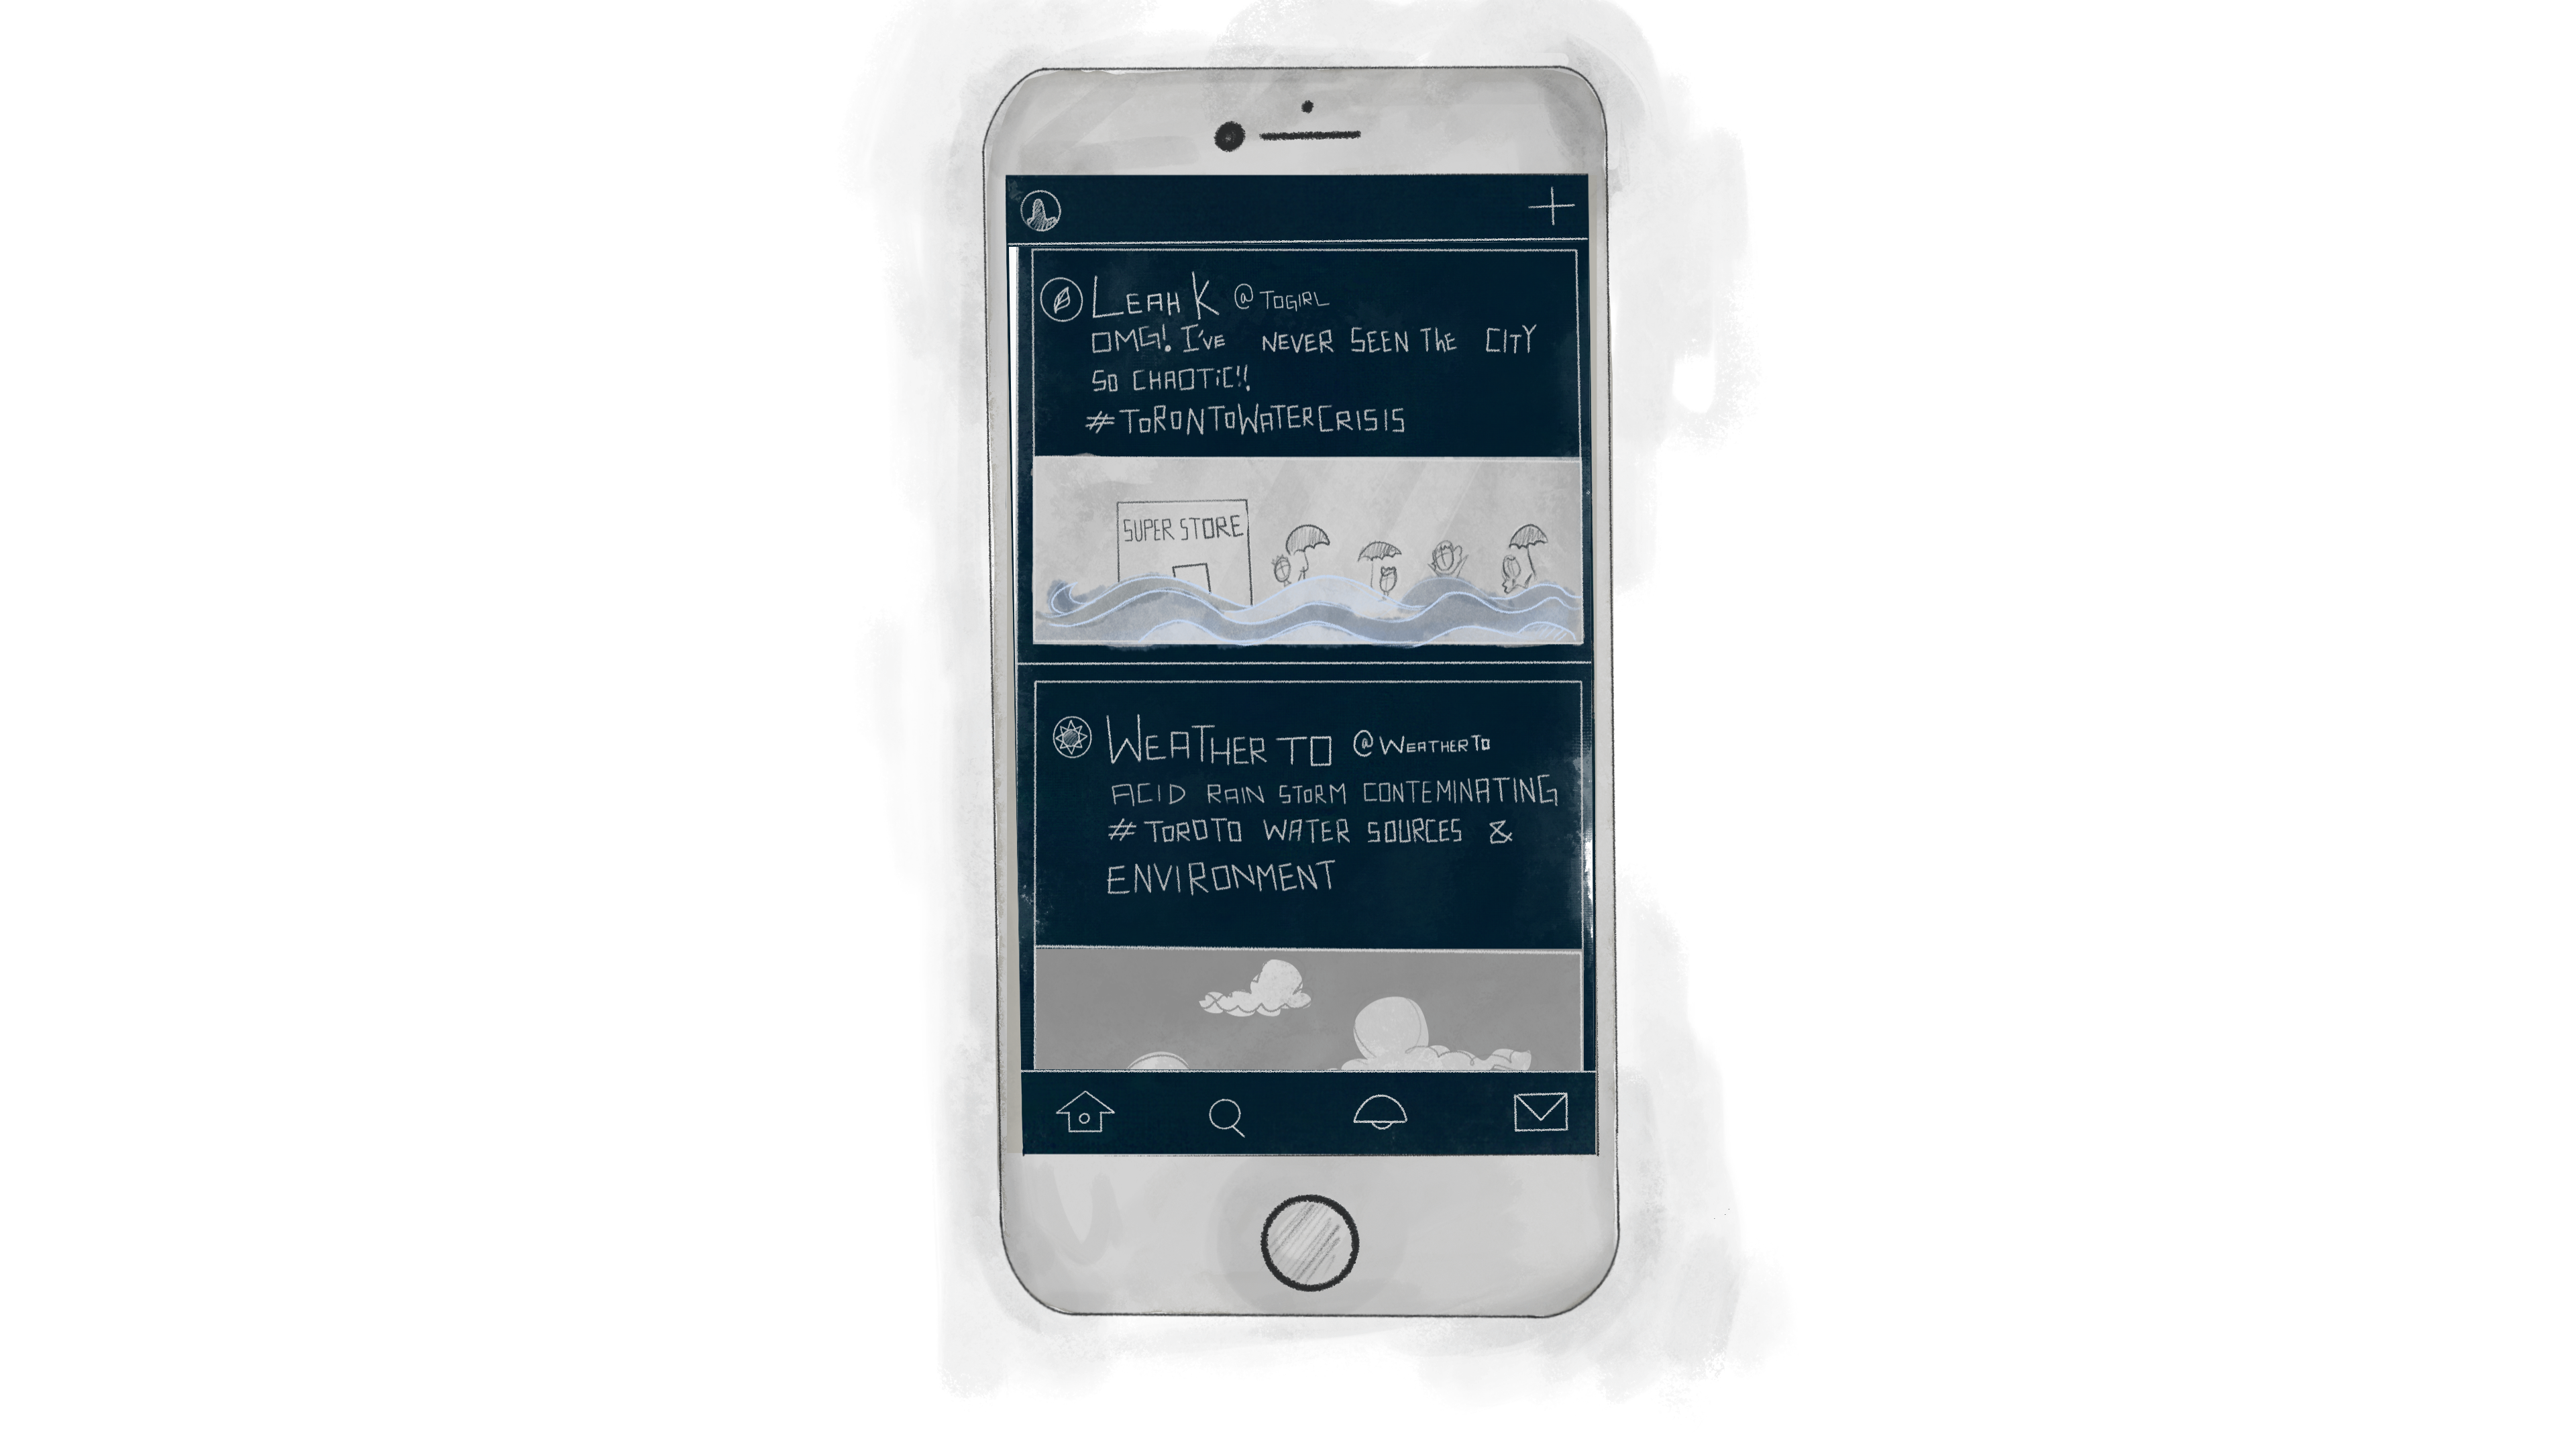 LEAH K @TOGIRL
OMG! I'VE NEVER SEEN THE CITY
SO CHAOTIC!!
#TORONTOWATERCRISIS
SUPER STORE
WEATHER TO @WEATHERTO
ACID RAIN STORM CONTEMINATING
#TOROTO WATER SOURCES &
ENVIRONMENT